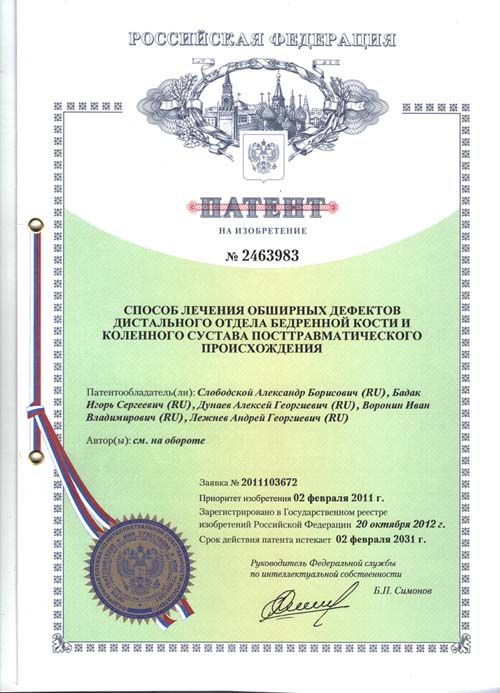 РОССИЙСКАЯ ФЕДЕРАЦИЯ
ПАТЕНТ
НА ИЗОБРЕТЕНИЕ
№ 2463983
СПОСОБ ЛЕЧЕНИЯ ОБШИРНЫХ ДЕФЕКТОВ
ДИСТАЛЬНОГО ОТДЕЛА БЕДРЕННОЙ КОСТИ И
КОЛЕННОГО СУСТАВА ПОСТТРАВМАТИЧЕСКОГО
ПРОИСХОЖДЕНИЯ
Патентообладатель(ли): Слободской Александр Борисович (RU), Бадак
Игорь Сергеевич (RU), Дунаев Алексей Георгиевич (RU), Воронин Иван
Владимирович (RU), Лежнев Андрей Георгиевич (RU)
Автор(ы): см. на обороте
Заявка № 2011103672
Приоритет изобретения 02 февраля 2011 г.
Зарегистрировано в Государственном реестре
изобретений Российской Федерации 20 октября 2012 г.
Срок действия патента истекает 02 февраля 2031 г.
Руководитель Федеральной службы
по интеллектуальной собственности
Б.П. Симонов